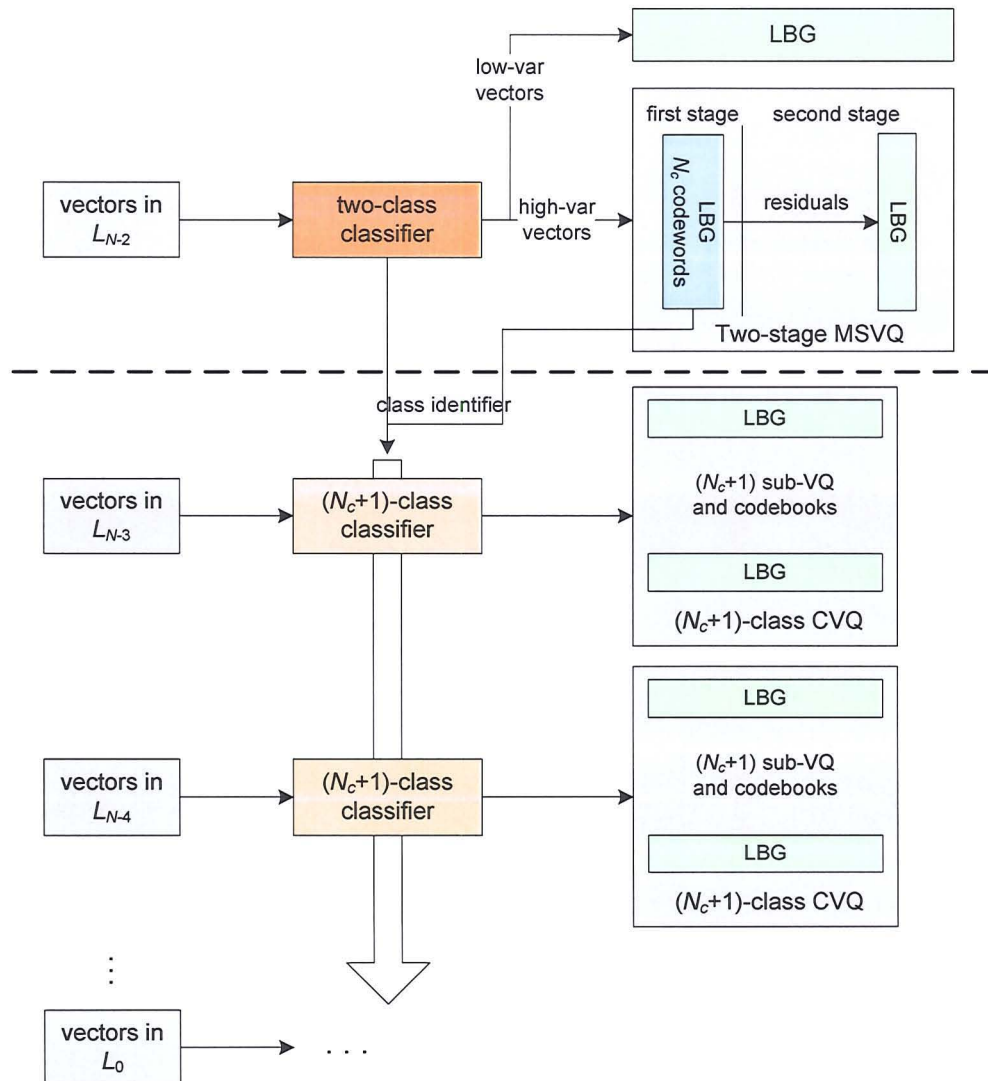 LBG
low-var
vectors
first stage
second stage
vectors in
L_{N-2}
two-class
classifier
high-var
vectors
LBG
N_c codewords
residuals
LBG
Two-stage MSVQ
class identifier
LBG
vectors in
L_{N-3}
(N_c+1)-class
classifier
(N_c+1) sub-VQ
and codebooks
LBG
(N_c+1)-class CVQ
LBG
vectors in
L_{N-4}
(N_c+1)-class
classifier
(N_c+1) sub-VQ
and codebooks
LBG
(N_c+1)-class CVQ
⋮
vectors in
L_0
. . .